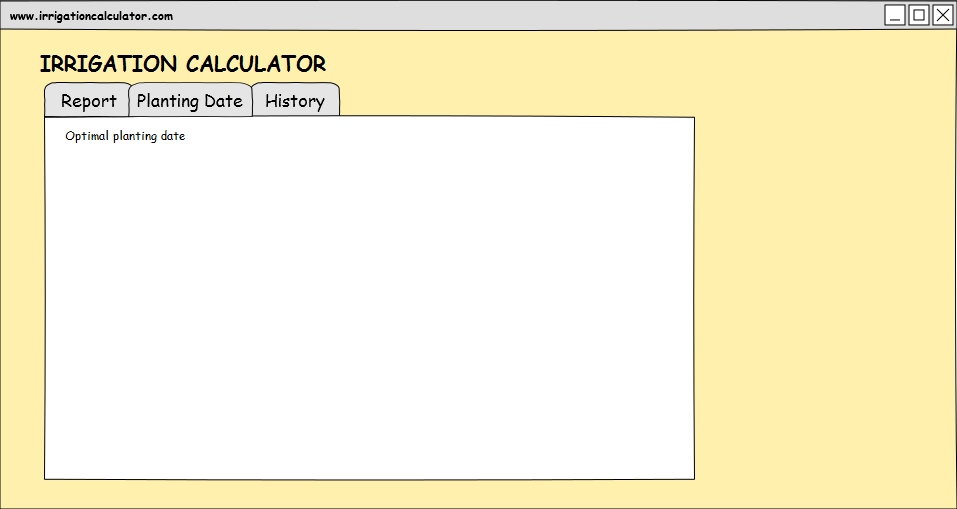 www.irrigationcalculator.com
IRRIGATION CALCULATOR
Report Planting Date History
Optimal planting date